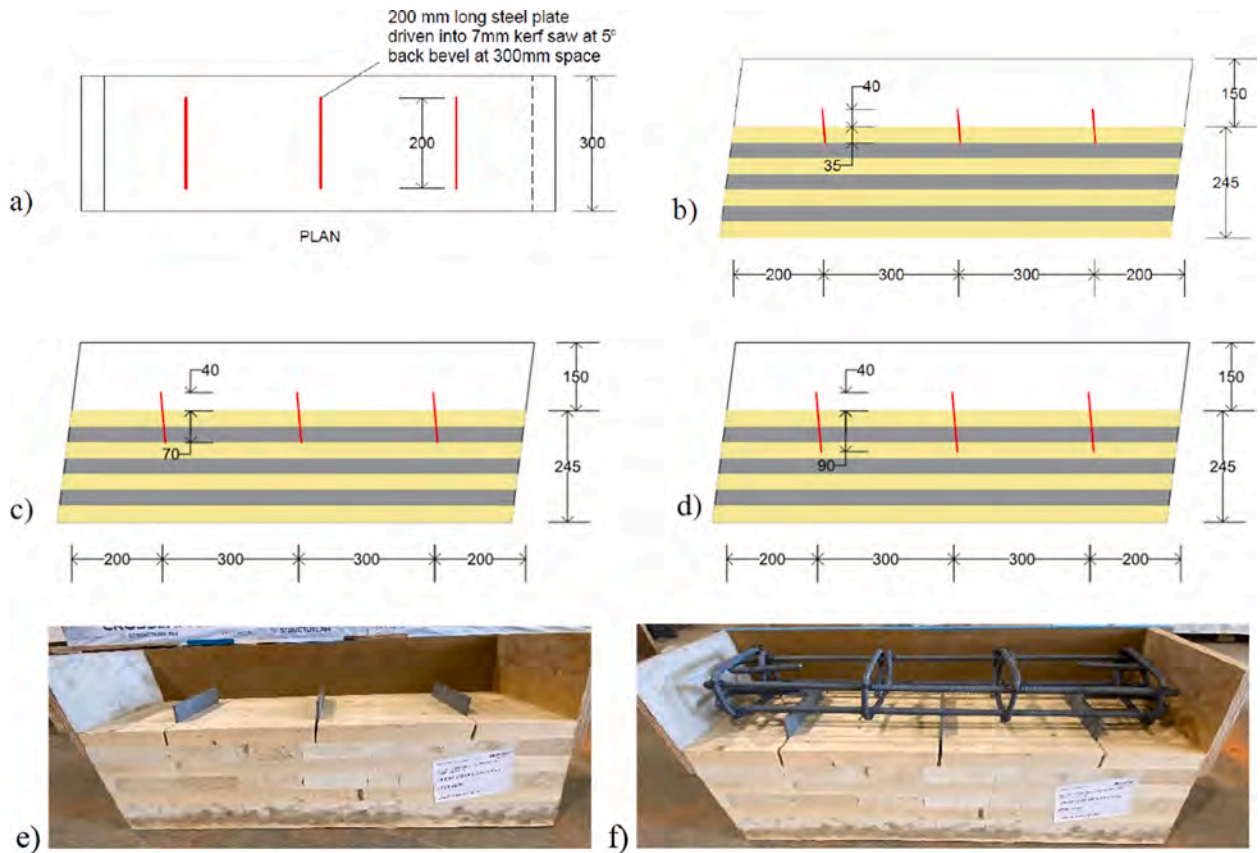 200 mm long steel plate
driven into 7mm kerf saw at 5°
back bevel at 300mm space
200
300
a)
PLAN
40
150
35
245
b)
200 300 300 200
40
150
70
245
c)
200 300 300 200
40
150
90
245
d)
200 300 300 200
STRUCTURLAM
e)
f)